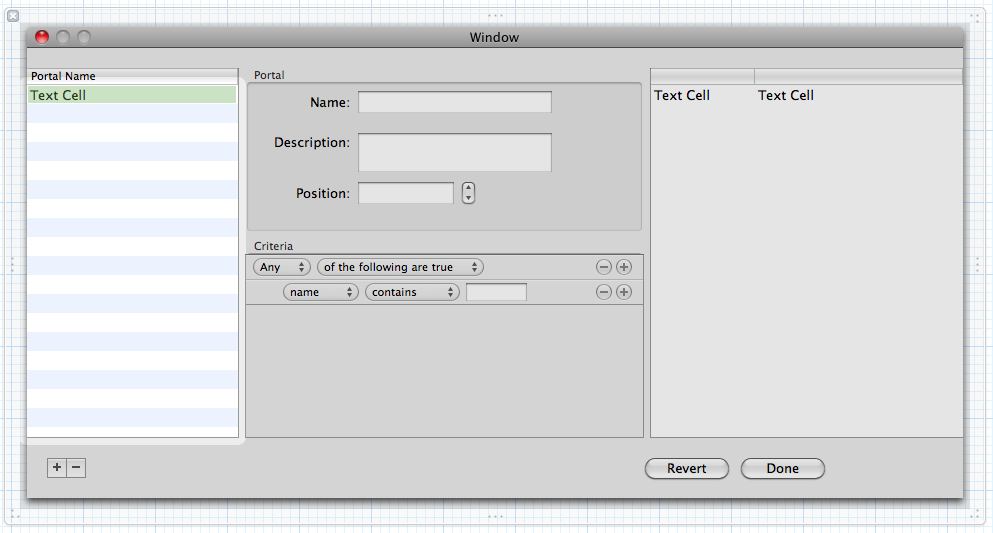 Window
Portal Name
Text Cell
Portal
Name:
Description:
Position:
Criteria
Any of the following are true
name contains
Text Cell Text Cell
Revert Done